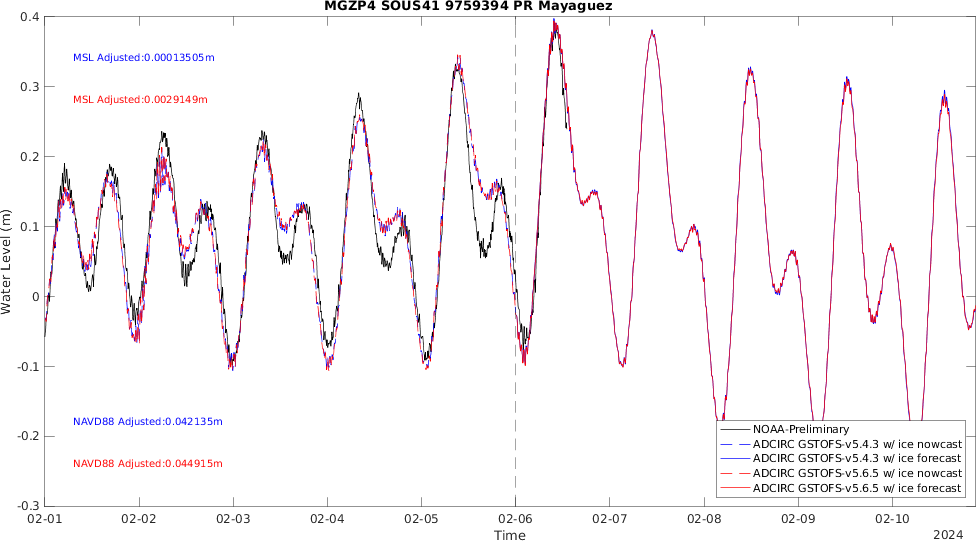 MGZP4 SOUS41 9759394 PR Mayaguez
0.4
MSL Adjusted:0.00013505m
0.3
MSL Adjusted:0.0029149m
0.2
0.1
Water Level (m)
0
-0.1
NAVD88 Adjusted:0.042135m
-0.2
NAVD88 Adjusted:0.044915m
-0.3
NOAA-Preliminary
ADCIRC GSTOFS-v5.4.3 w/ ice nowcast
ADCIRC GSTOFS-v5.4.3 w/ ice forecast
ADCIRC GSTOFS-v5.6.5 w/ ice nowcast
ADCIRC GSTOFS-v5.6.5 w/ ice forecast
02-01 02-02 02-03 02-04 02-05 02-06 02-07 02-08 02-09 02-10
Time
2024